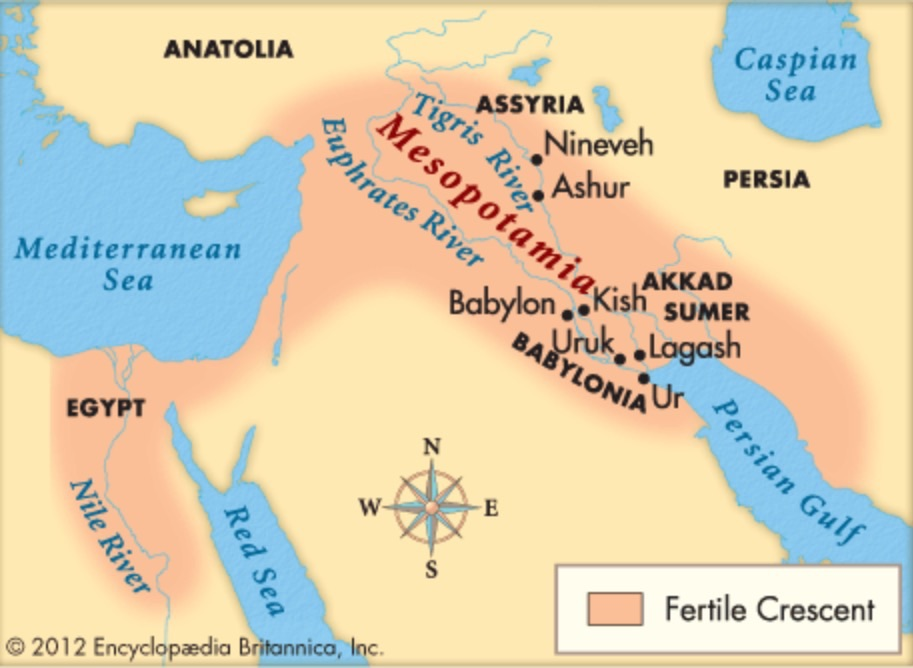 ANATOLIA
Caspian
Sea
Tigris River
ASSYRIA
Mesopotamia
Euphrates River
Nineveh
Ashur
PERSIA
Mediterranean
Sea
AKKAD
SUMER
Babylon
Kish
Uruk
Lagash
BABYLONIA
Ur
EGYPT
Persian Gulf
Nile River
Red Sea
N
W
E
S
Fertile Crescent
© 2012 Encyclopædia Britannica, Inc.